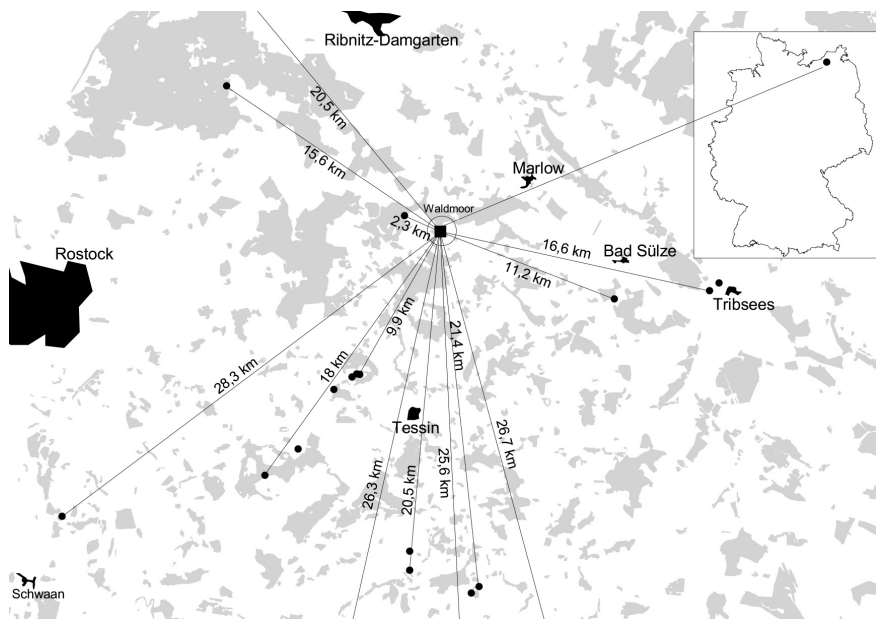 Ribnitz-Damgarten
20,5 km
15,6 km
Marlow
Waldmoor
2,3 km
16,6 km
Bad Sülze
11,2 km
Rostock
Tribsees
9,9 km
21,4 km
18 km
28,3 km
Tessin
26,7 km
26,3 km
20,5 km
25,6 km
Schwaan